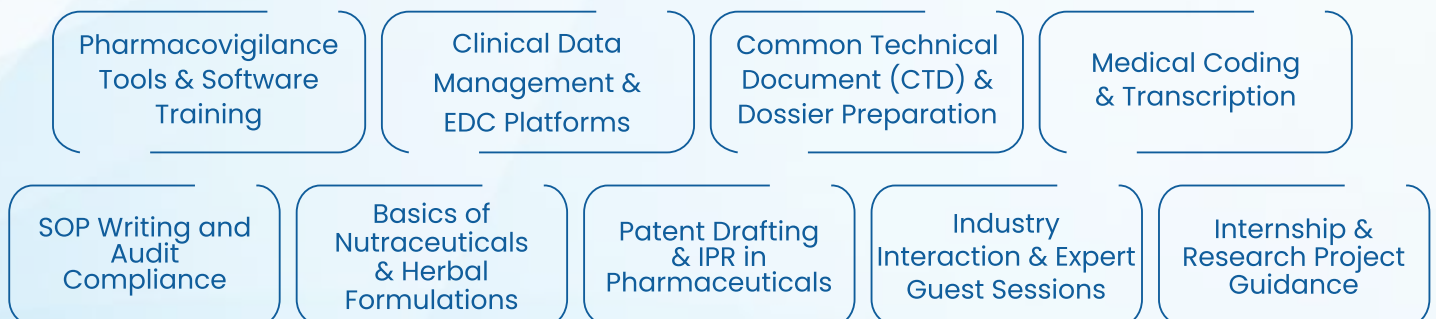 Pharmacovigilance
Tools & Software
Training
Clinical Data
Management &
EDC Platforms
Common Technical
Document (CTD) &
Dossier Preparation
Medical Coding
& Transcription
SOP Writing and
Audit
Compliance
Basics of
Nutraceuticals
& Herbal
Formulations
Patent Drafting
& IPR in
Pharmaceuticals
Industry
Interaction & Expert
Guest Sessions
Internship &
Research Project
Guidance